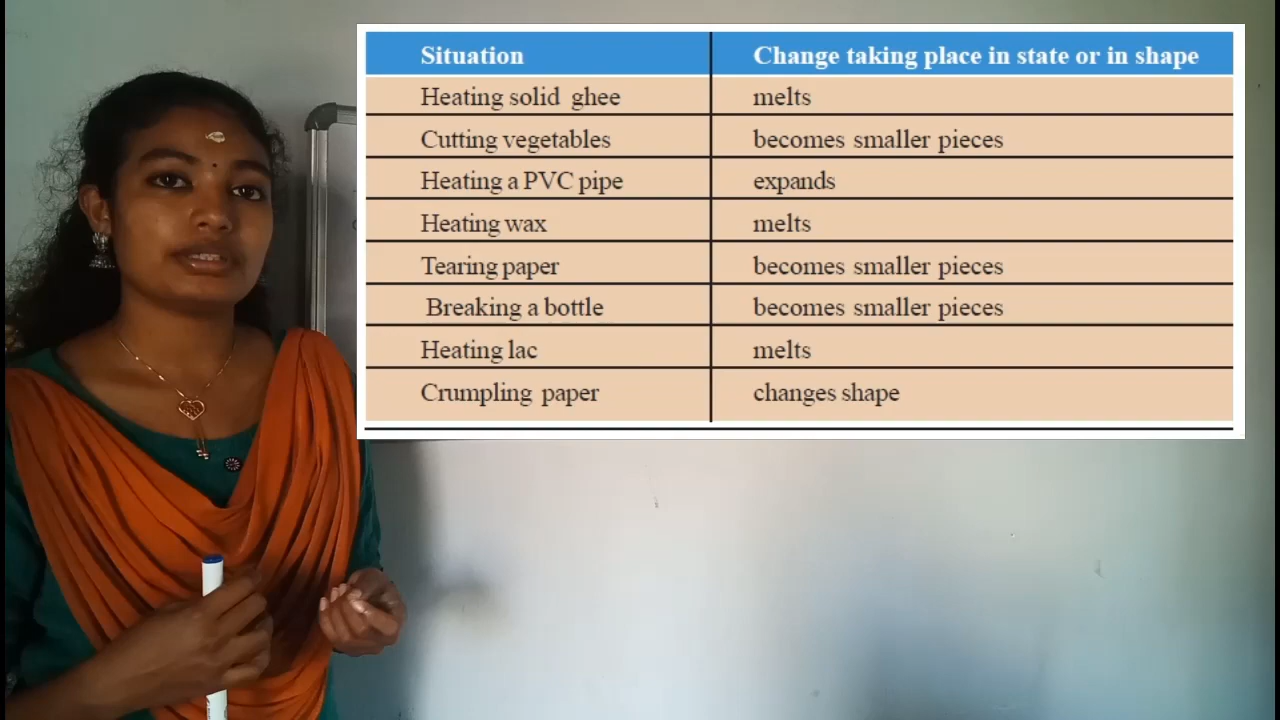 Situation Change taking place in state or in shape
Heating solid ghee melts
Cutting vegetables becomes smaller pieces
Heating a PVC pipe expands
Heating wax melts
Tearing paper becomes smaller pieces
Breaking a bottle becomes smaller pieces
Heating lac melts
Crumpling paper changes shape